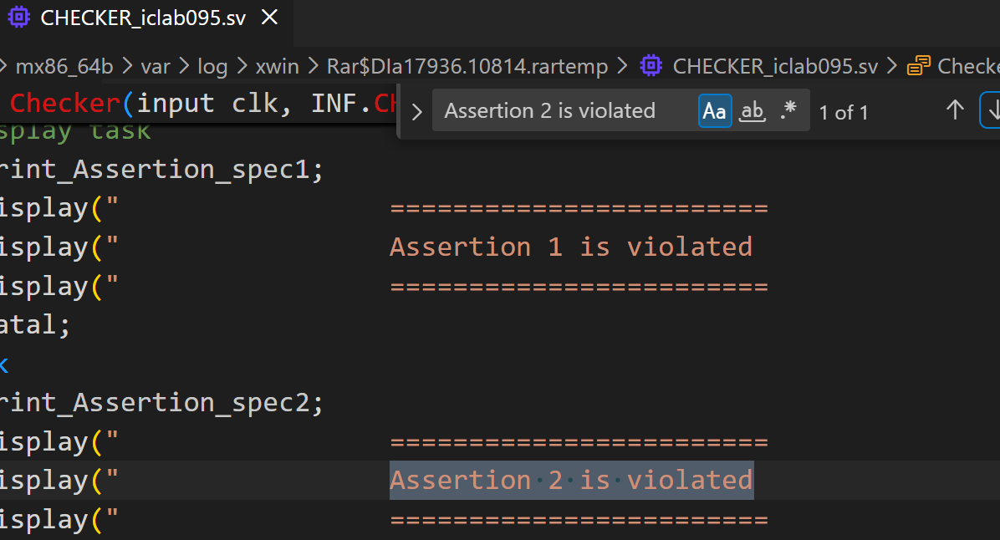 CHECKER_iclab095.sv
mx86_64b > var > log > xwin > Rar$DIa17936.10814.rartemp > CHECKER_iclab095.sv > Checke
Checker(input clk, INF.CH
Assertion 2 is violated Aa ab .* 1 of 1
splay task
rint_Assertion_spec1;
isplay(" =======================
isplay(" Assertion 1 is violated
isplay(" =======================
atal;
k
rint_Assertion_spec2;
isplay(" =======================
isplay(" Assertion 2 is violated
isplay(" =======================